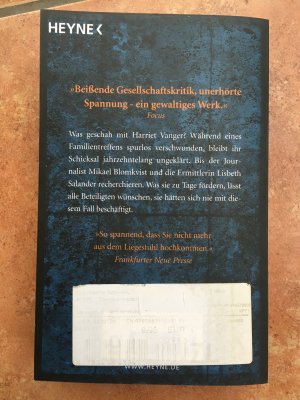 HEYNE<
»Beißende Gesellschaftskritik, unerhörte
Spannung – ein gewaltiges Werk.«
Focus
Was geschah mit Harriet Vanger? Während eines
Familientreffens spurlos verschwunden, bleibt ihr
Schicksal jahrzehntelang ungeklärt. Bis der Jour-
nalist Mikael Blomkvist und die Ermittlerin Lisbeth
Salander recherchieren. Was sie zu Tage fördern, lässt
alle Beteiligten wünschen, sie hätten sich nie mit die
sem Fall beschäftigt.
»So spannend, dass Sie nicht mehr
aus dem Liegestuhl hochkommen.«
Frankfurter Neue Presse
WWW.HEYNE.DE